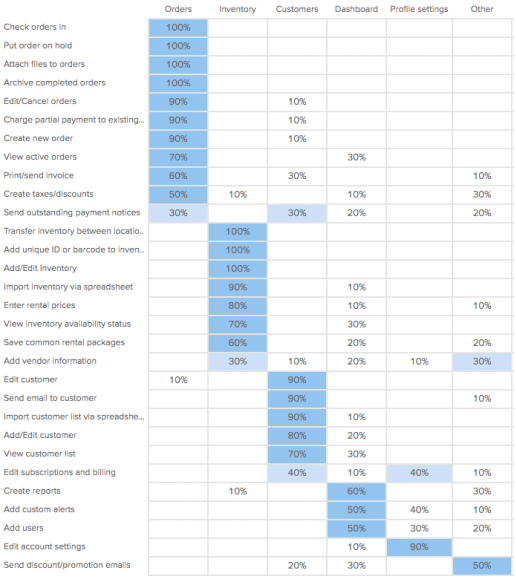 Orders Inventory Customers Dashboard Profile settings Other
Check orders in 100%
Put order on hold 100%
Attach files to orders 100%
Archive completed orders 100%
Edit/Cancel orders 90% 10%
Charge partial payment to existing... 90% 10%
Create new order 90% 10%
View active orders 70% 30%
Print/send invoice 60% 30% 10%
Create taxes/discounts 50% 10% 10% 30%
Send outstanding payment notices 30% 30% 20% 20%
Transfer inventory between locatio.. 100%
Add unique ID or barcode to inven.. 100%
Add/Edit Inventory 100%
Import inventory via spreadsheet 90% 10%
Enter rental prices 80% 10% 10%
View inventory availability status 70% 30%
Save common rental packages 60% 20% 20%
Add vendor information 30% 10% 20% 10% 30%
Edit customer 10% 90%
Send email to customer 90% 10%
Import customer list via spreadshe... 90% 10%
Add/Edit customer 80% 20%
View customer list 70% 30%
Edit subscriptions and billing 40% 10% 40% 10%
Create reports 10% 60% 30%
Add custom alerts 50% 40% 10%
Add users 50% 30% 20%
Edit account settings 10% 90%
Send discount/promotion emails 20% 30% 50%